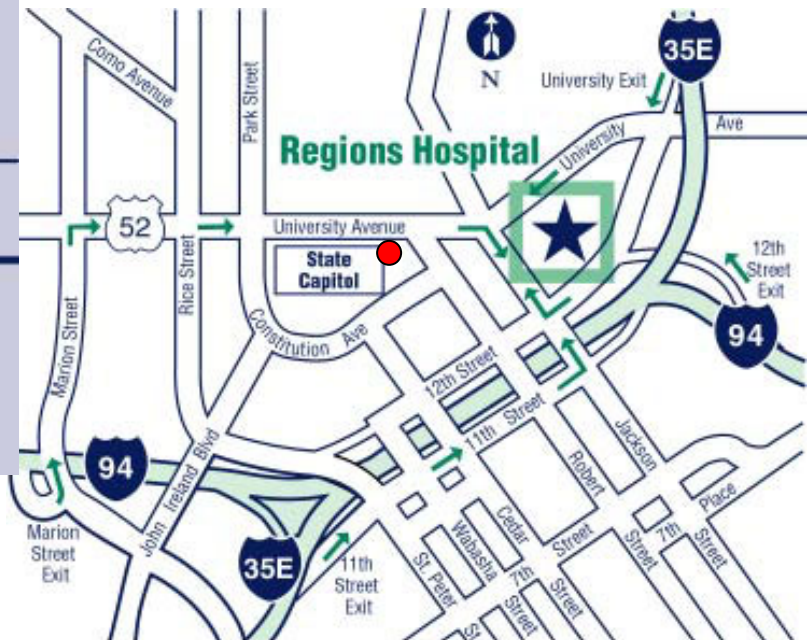 35E
N
University Exit
Como Avenue
Park Street
Ave
Regions Hospital
University
52
University Avenue
State
Capitol
12th
Street
Exit
Rice Street
Constitution Ave
94
Marion Street
12th Street
11th Street
94
John Ireland Blvd
Jackson
Robert
Place
Marion
Street
Exit
Cedar
Wabasha
Street
7th
Street
Street
35E
11th
Street
Exit
St. Peter
7th
Street
Street